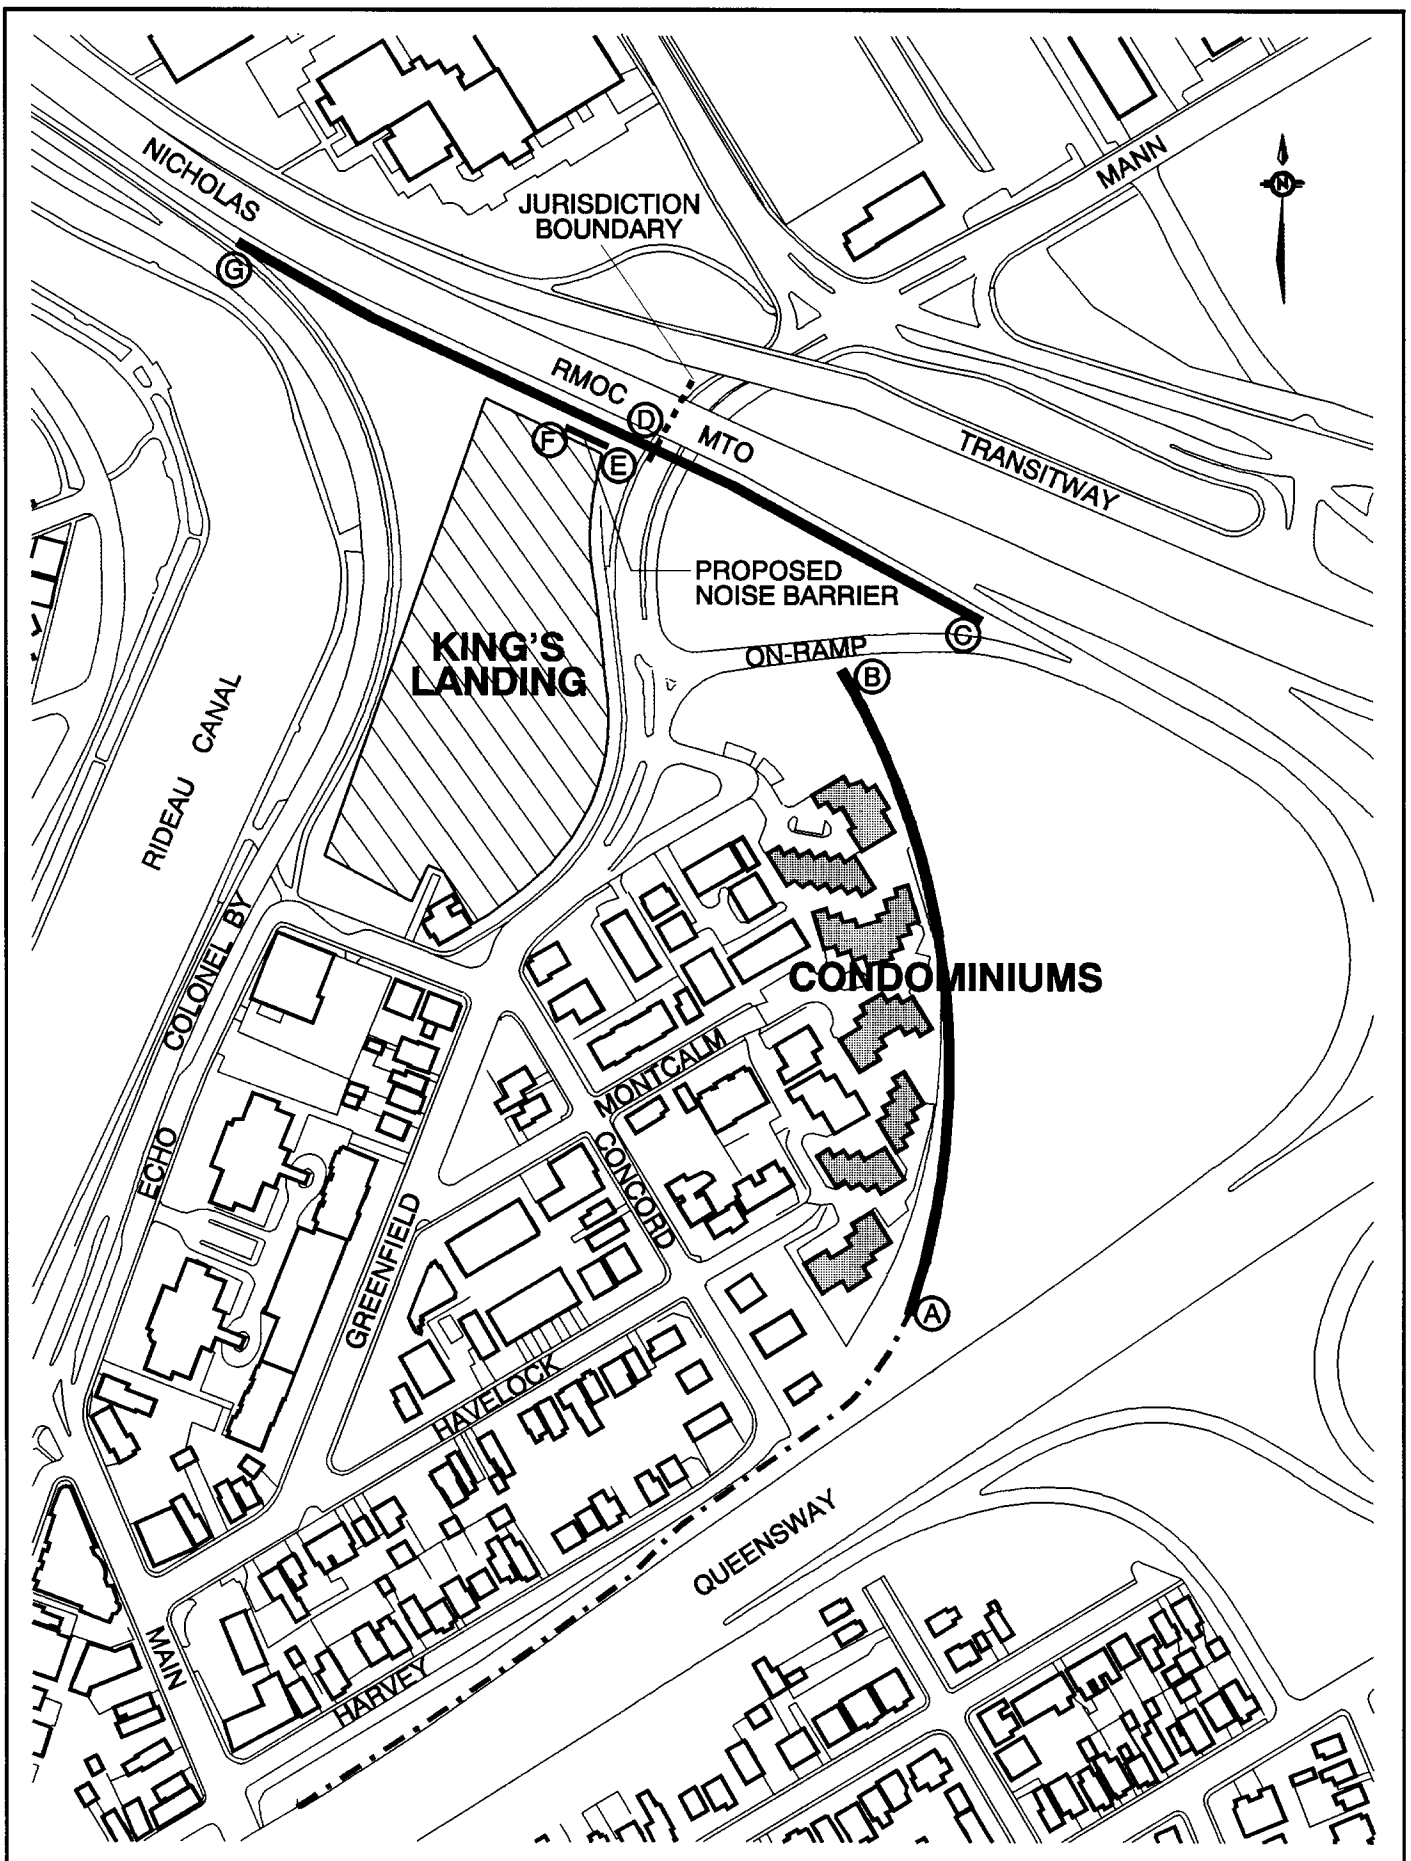 NICHOLAS
JURISDICTION
BOUNDARY
MANN
N
G
RMOC
D
MTO
TRANSITWAY
F
E
PROPOSED
NOISE BARRIER
KING'S
LANDING
ON-RAMP
C
B
RIDEAU CANAL
COLONEL BY
CONDOMINIUMS
MONTCALM
ECHO
CONCORD
GREENFIELD
A
HAVELOCK
QUEENSWAY
MAIN
HARVEY